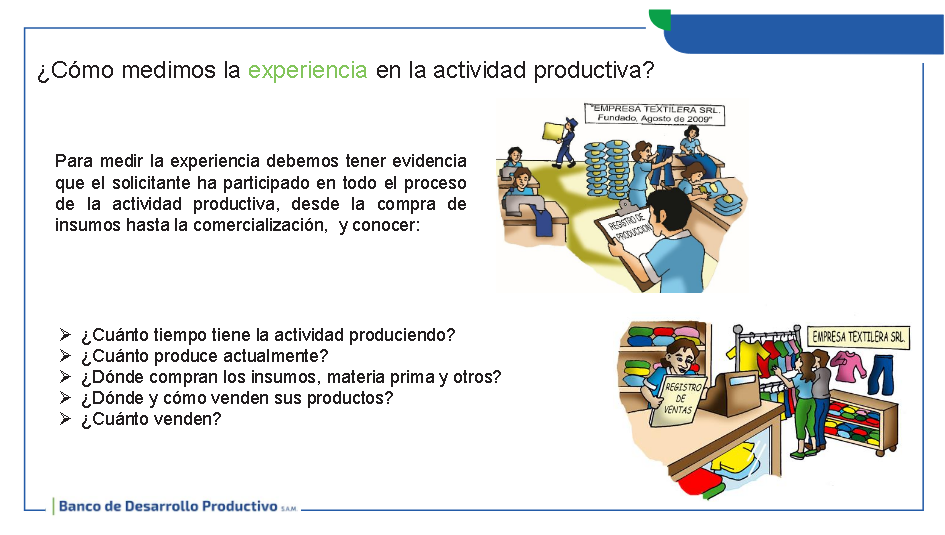 ¿Cómo medimos la experiencia en la actividad productiva?
"EMPRESA TEXTILERA SRL.
Fundado, Agosto de 2009"
Para medir la experiencia debemos tener evidencia
que el solicitante ha participado en todo el proceso
de la actividad productiva, desde la compra de
insumos hasta la comercialización, y conocer:
REGISTRO DE
PRODUCCION
➢ ¿Cuánto tiempo tiene la actividad produciendo?
➢ ¿Cuánto produce actualmente?
➢ ¿Dónde compran los insumos, materia prima y otros?
➢ ¿Dónde y cómo venden sus productos?
➢ ¿Cuánto venden?
EMPRESA TEXTILERA SRL.
REGISTRO
DE
VENTAS
Banco de Desarrollo Productivo S.A.M.